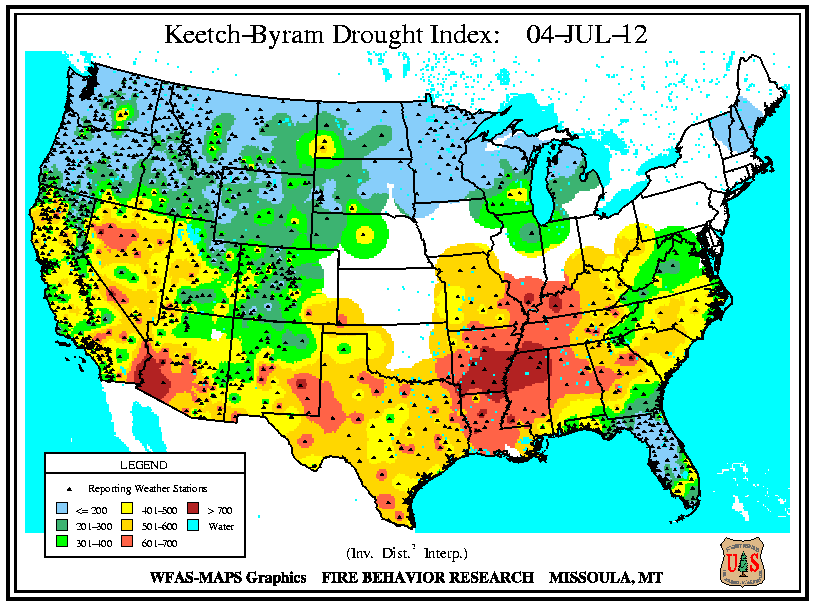 Keetch-Byram Drought Index: 04-JUL-12
LEGEND
Reporting Weather Stations
<= 200
401-500
> 700
201-300
501-600
Water
301-400
601-700
(Inv. Dist.² Interp.)
WFAS-MAPS Graphics FIRE BEHAVIOR RESEARCH MISSOULA, MT
U S